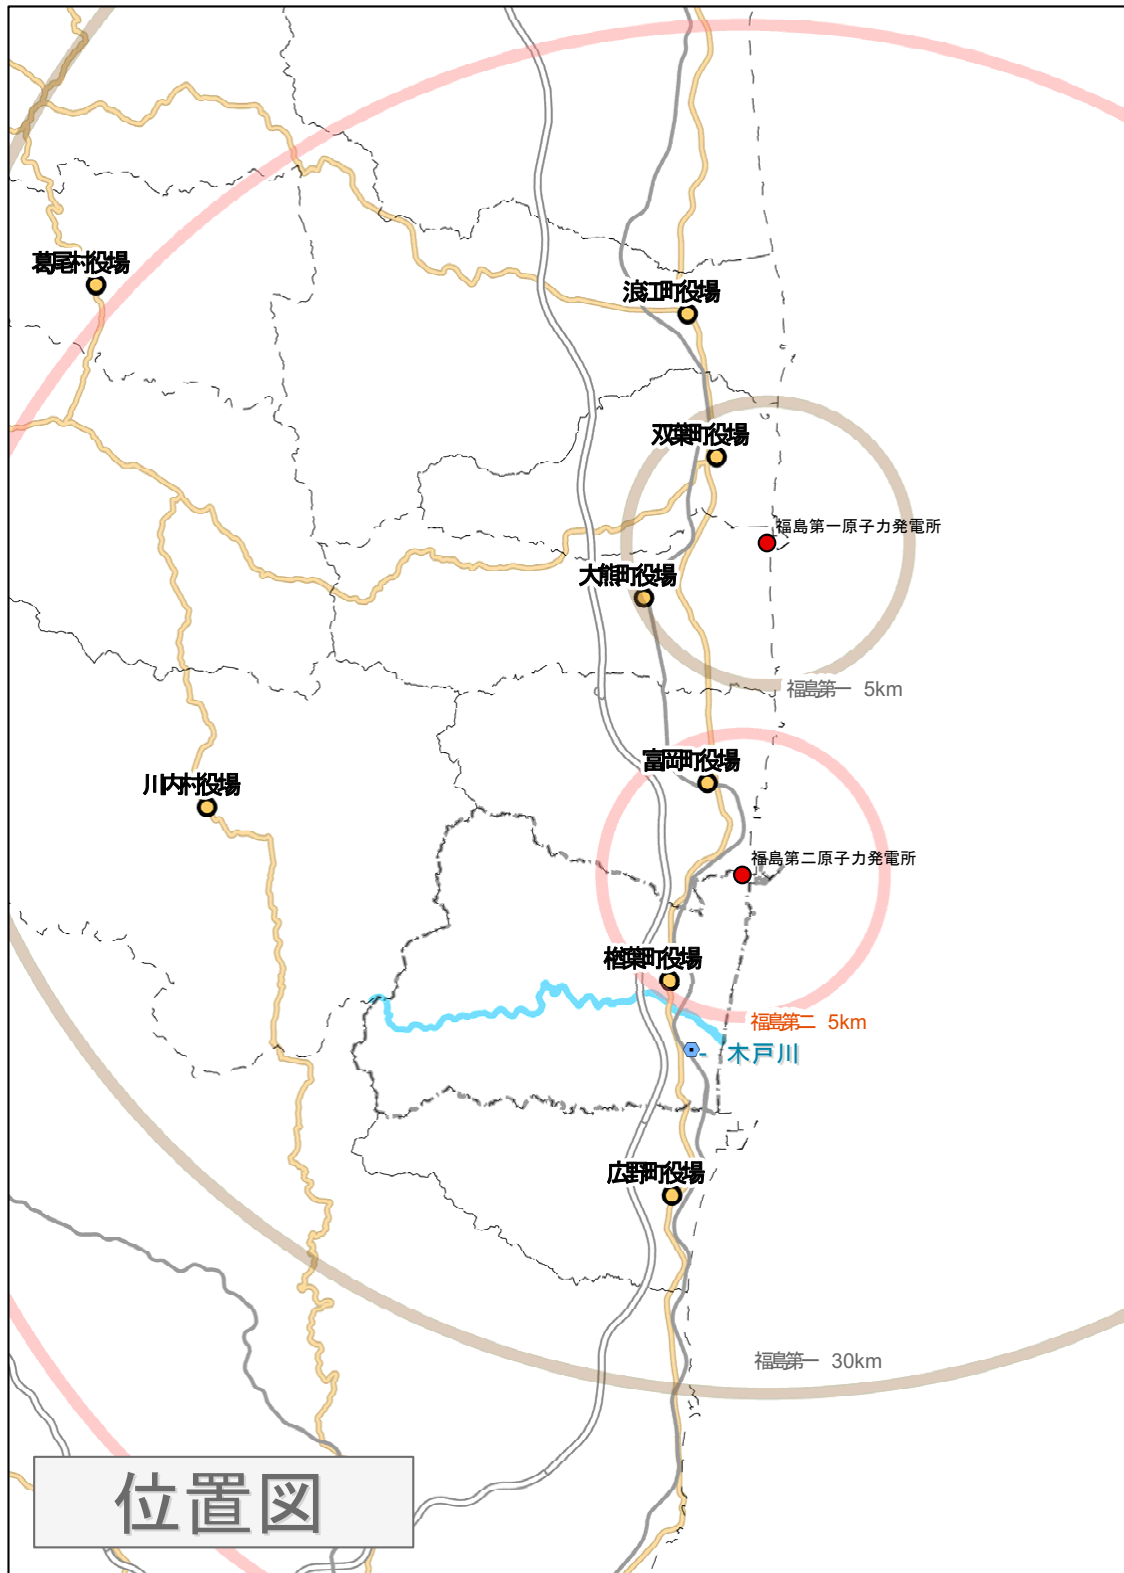 葛尾村役場
浪江町役場
双葉町役場
福島第一原子力発電所
大熊町役場
福島第一 5km
富岡町役場
川内村役場
福島第二原子力発電所
楢葉町役場
福島第二 5km
木戸川
広野町役場
福島第一 30km
位置図